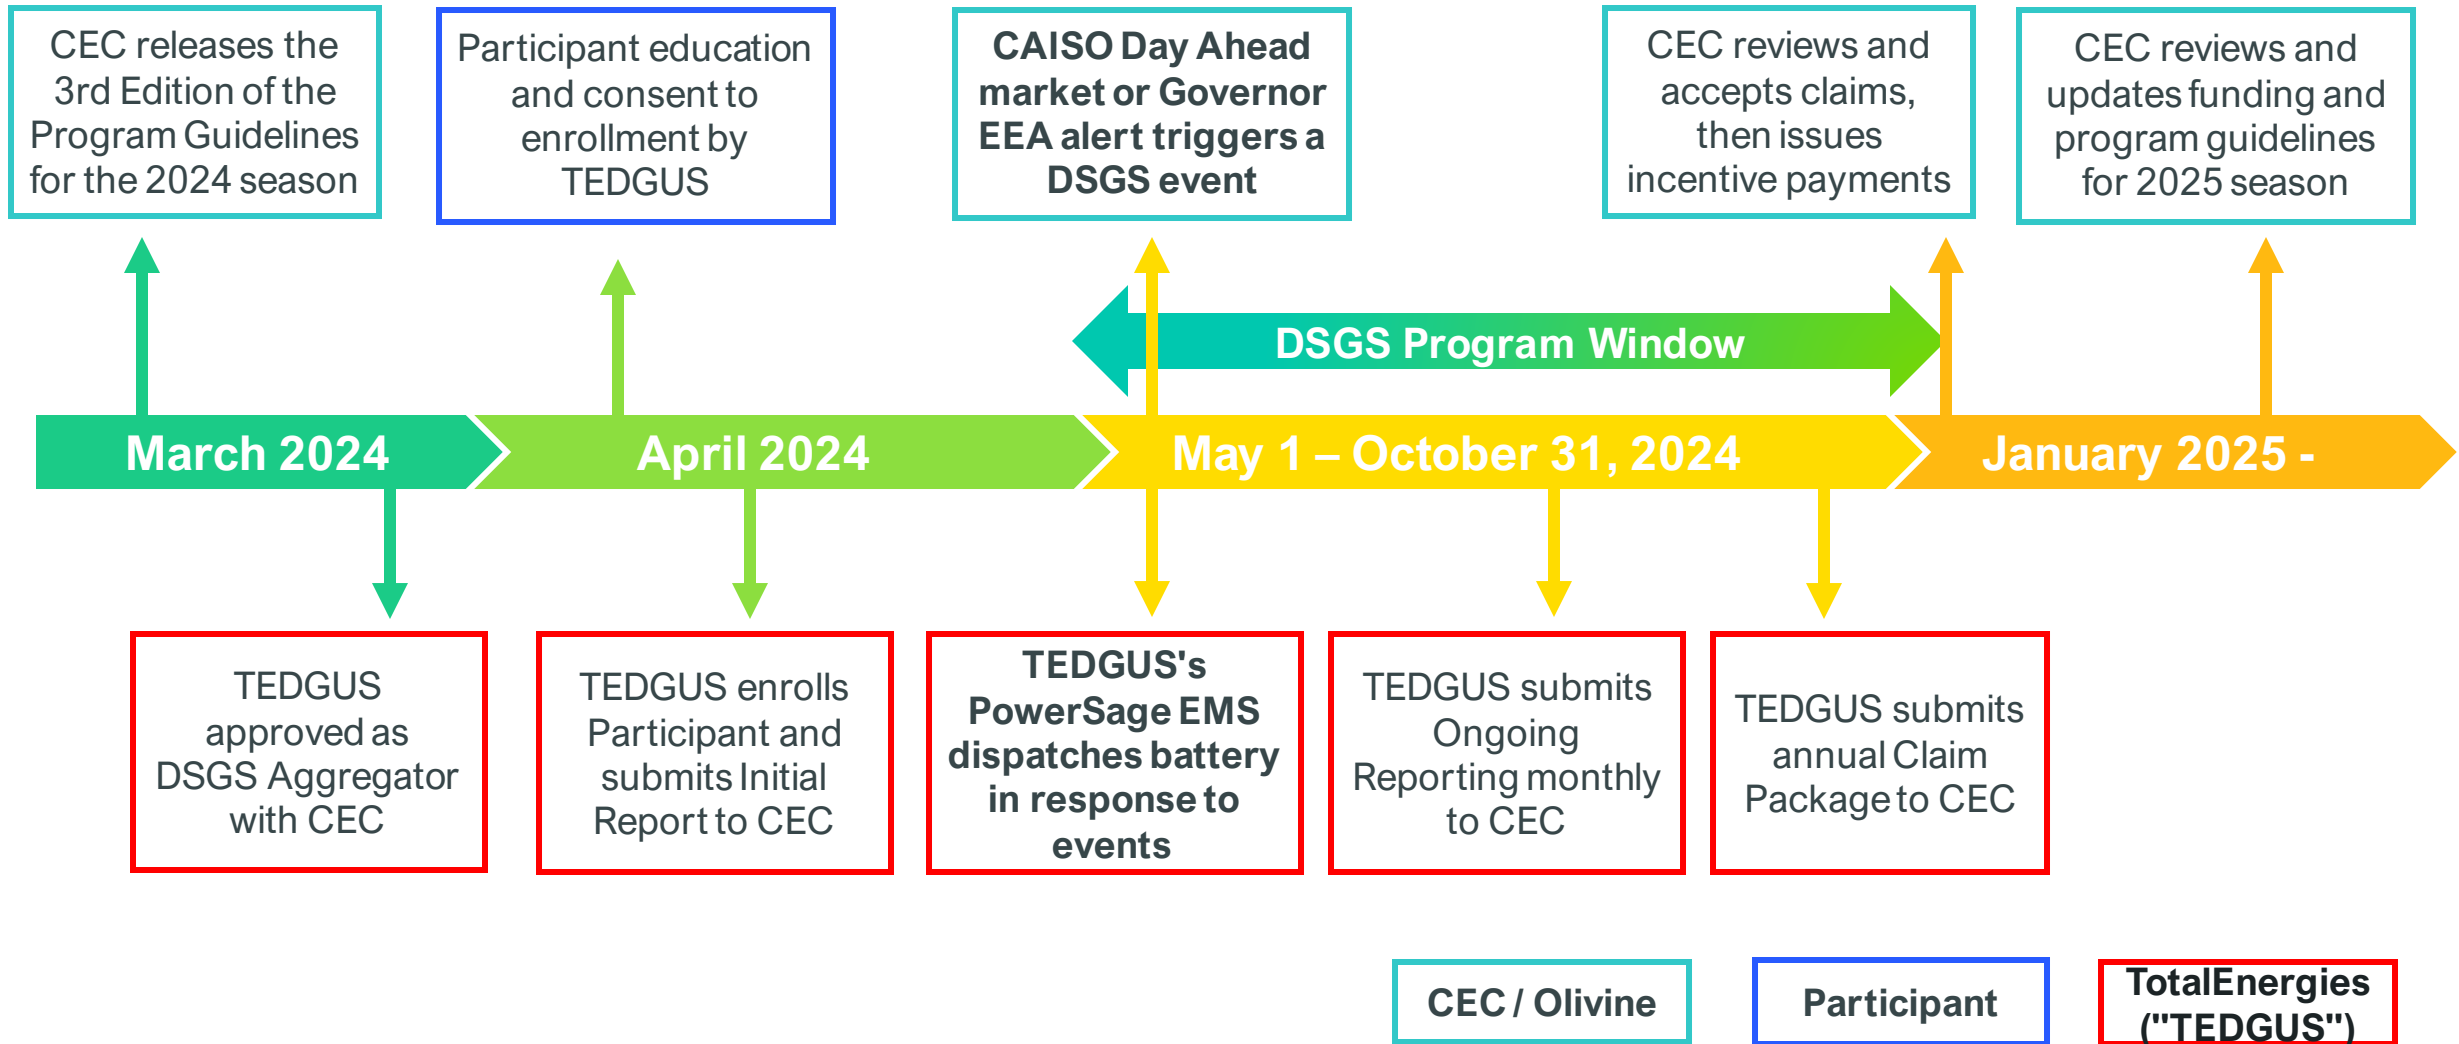 CEC releases the
3rd Edition of the
Program Guidelines
for the 2024 season
Participant education
and consent to
enrollment by
TEDGUS
CAISO Day Ahead
market or Governor
EEA alert triggers a
DSGS event
CEC reviews and
accepts claims,
then issues
incentive payments
CEC reviews and
updates funding and
program guidelines
for 2025 season
DSGS Program Window
March 2024
April 2024
May 1 – October 31, 2024
January 2025 -
TEDGUS
approved as
DSGS Aggregator
with CEC
TEDGUS enrolls
Participant and
submits Initial
Report to CEC
TEDGUS's
PowerSage EMS
dispatches battery
in response to
events
TEDGUS submits
Ongoing
Reporting monthly
to CEC
TEDGUS submits
annual Claim
Package to CEC
CEC / Olivine
Participant
TotalEnergies
("TEDGUS")